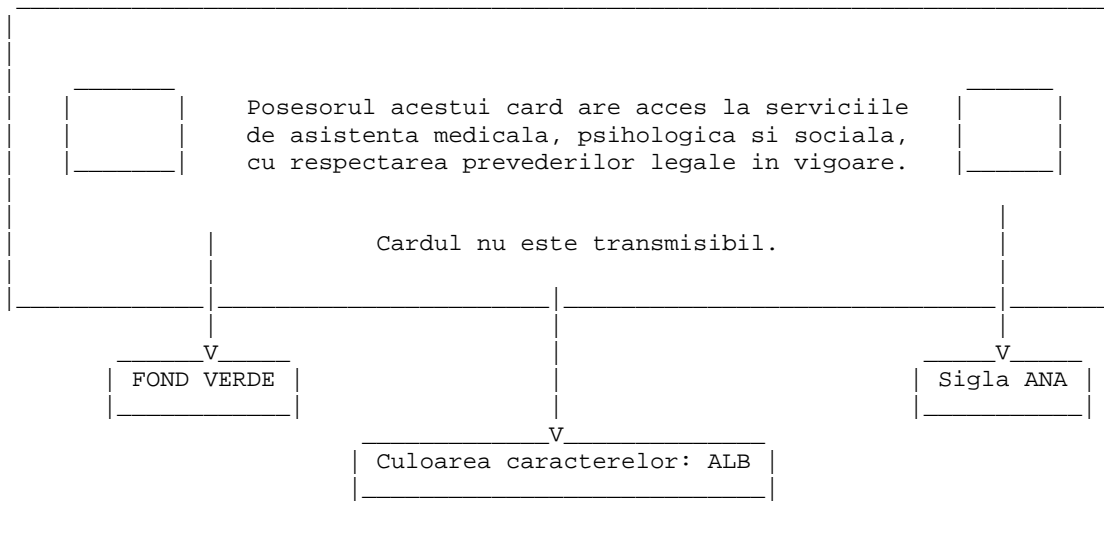 Posesorul acestui card are acces la serviciile
de asistenta medicala, psihologica si sociala,
cu respectarea prevederilor legale in vigoare.
Cardul nu este transmisibil.
FOND VERDE
Sigla ANA
Culoarea caracterelor: ALB